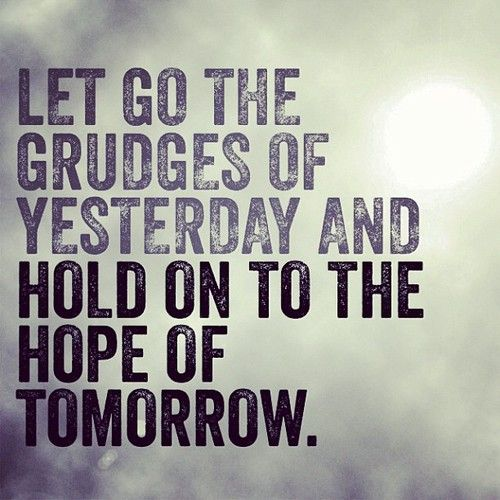 LET GO THE
GRUDGES OF
YESTERDAY AND
HOLD ON TO THE
HOPE OF
TOMORROW.